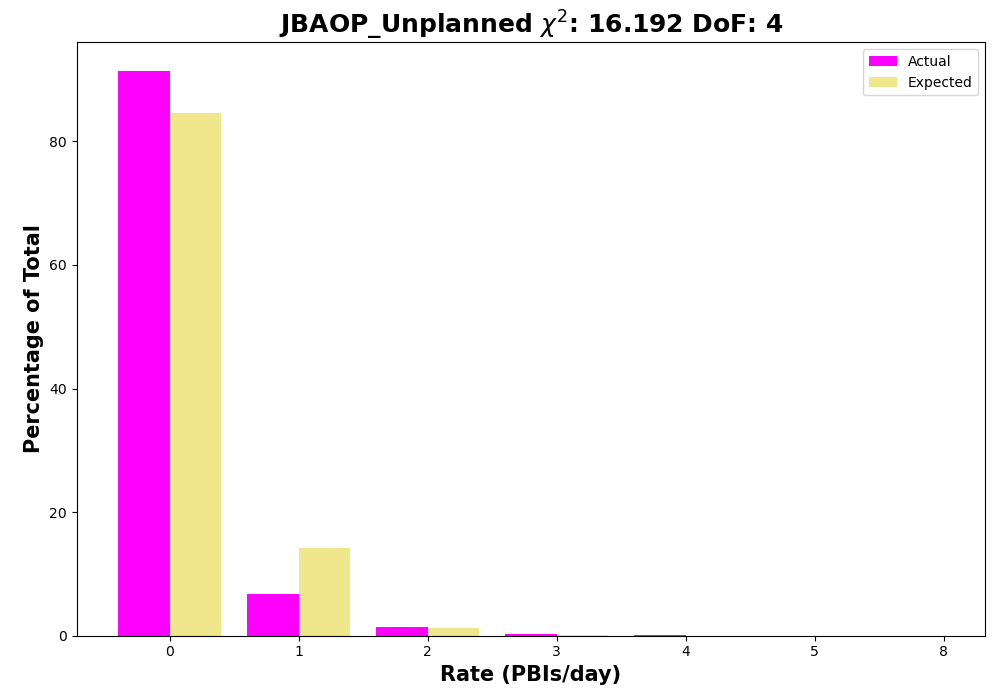 JBAOP_Unplanned χ²: 16.192 DoF: 4
Actual
Expected
Percentage of Total
80
60
40
20
0
0 1 2 3 4 5 8
Rate (PBIs/day)